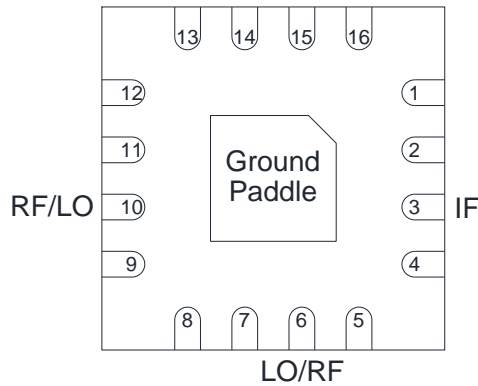 13 14 15 16
12 1
11 2
Ground
Paddle
RF/LO 10 3 IF
9 4
8 7 6 5
LO/RF